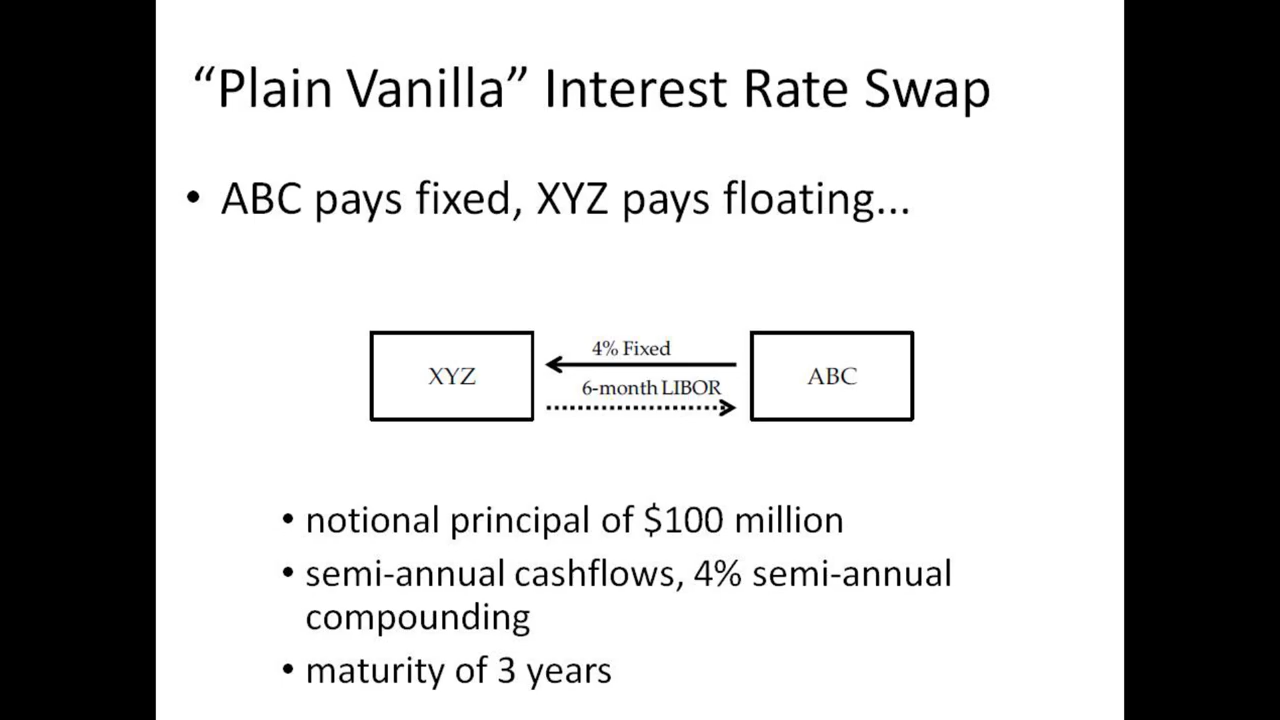 “Plain Vanilla” Interest Rate Swap
• ABC pays fixed, XYZ pays floating...
4% Fixed
XYZ
6-month LIBOR
ABC
• notional principal of $100 million
• semi-annual cashflows, 4% semi-annual
compounding
• maturity of 3 years